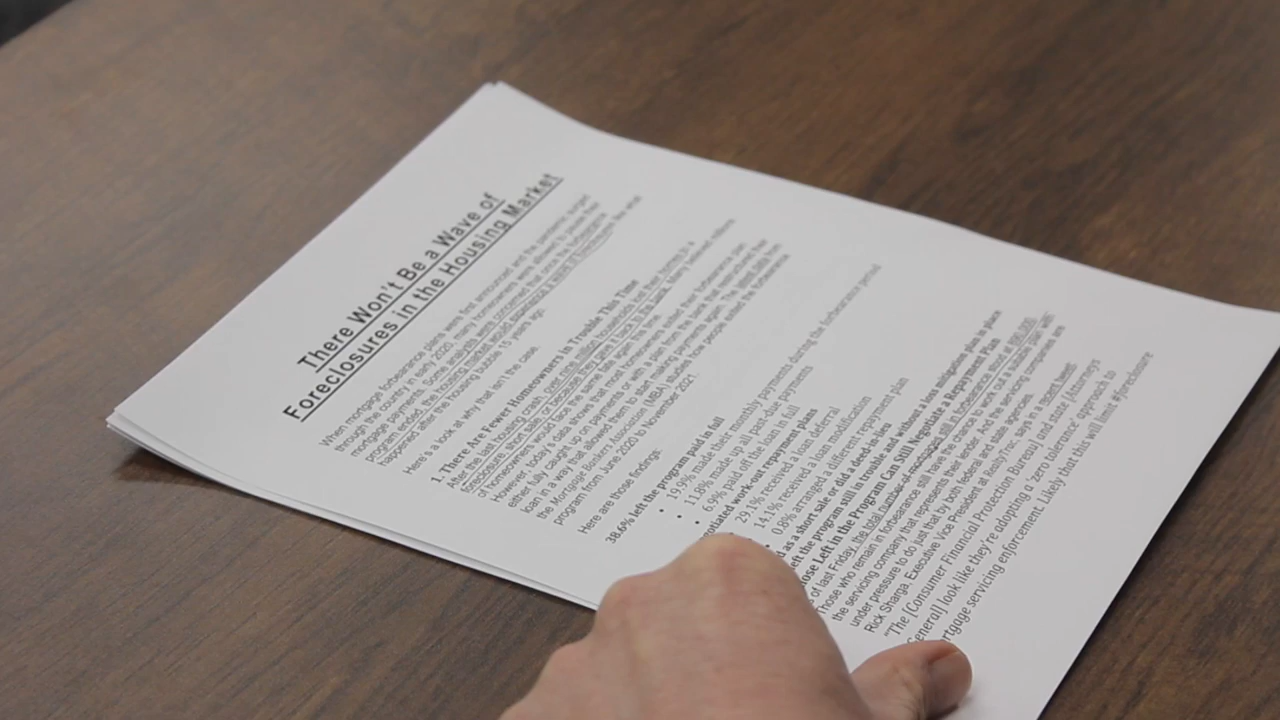 There Won't Be a Wave of
Foreclosures in the Housing Market
When mortgage forbearance plans were first announced and the pandemic surged
through the country in early 2020, many homeowners were allowed to pause their
mortgage payments. Some analysts were concerned that once the forbearance
program ended, the housing market would experience a wave of foreclosures like what
happened after the housing bubble 15 years ago.
Here's a look at why that isn't the case.
1. There Are Fewer Homeowners in Trouble This Time
After the last housing crash, over nine million households lost their homes to a
foreclosure, short sale, or because they gave it back to the bank. Many believed millions
of homeowners would face the same fate again this time.
However, today's data shows that most homeowners exited their forbearance plan
either fully caught up on payments or with a plan from the bank that restructured their
loan in a way that allowed them to start making payments again. The
the Mortgage Bankers Association (MBA) studies how people exited the forbearance
program from June 2020 to November 2021.
Here are those findings:
38.6% left the program paid in full
• 19.9% made their monthly payments during the forbearance period
• 11.8% made up all past-due payments
• 6.9% paid off the loan in full
negotiated work-out repayment plans
29.1% received a loan deferral
14.1% received a loan modification
0.8% arranged a different repayment plan
as a short sale or did a deed-in-lieu
left the program still in trouble and without a loss mitigation plan in place
Those Left in the Program Can Still Negotiate a Repayment Plan
of last Friday, the total number of mortgages still in forbearance stood at
Those who remain in forbearance still have the chance to work out a suitable plan with
the servicing company that represents their lender. And the servicing companies are
under pressure to do just that by both federal and state agencies.
Rick Sharga, Executive Vice President at RealtyTrac, says in a recent tweet:
"The [Consumer Financial Protection Bureau] and state [Attorneys
General] look like they're adopting a 'zero tolerance' approach to
mortgage servicing enforcement. Likely that this will limit #foreclosure